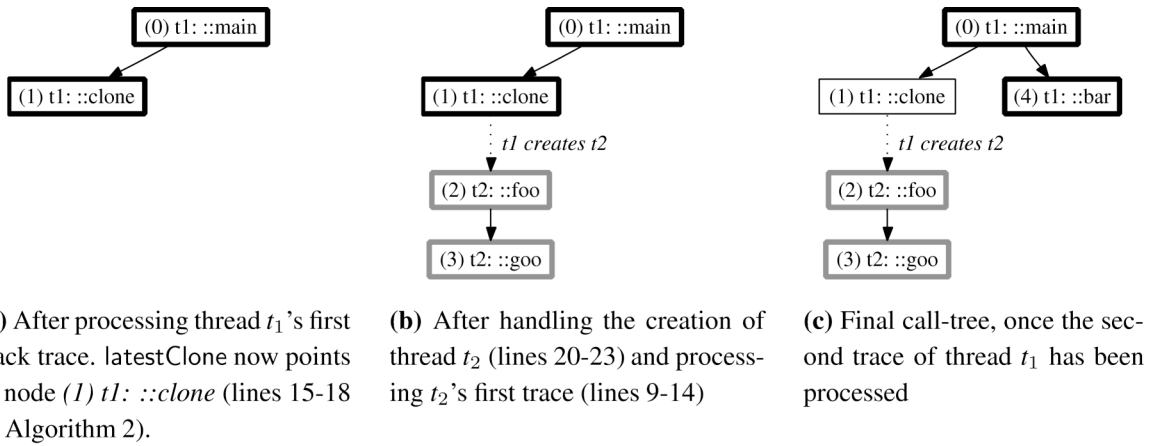 (0) t1: ::main
(1) t1: ::clone
(0) t1: ::main
(1) t1: ::clone
t1 creates t2
(2) t2: ::foo
(3) t2: ::goo
(0) t1: ::main
(1) t1: ::clone
(4) t1: ::bar
t1 creates t2
(2) t2: ::foo
(3) t2: ::goo
) After processing thread t1's first
ack trace. latestClone now points
node (1) t1: ::clone (lines 15-18
Algorithm 2).
(b) After handling the creation of
thread t2 (lines 20-23) and process-
ing t2's first trace (lines 9-14)
(c) Final call-tree, once the sec-
ond trace of thread t1 has been
processed